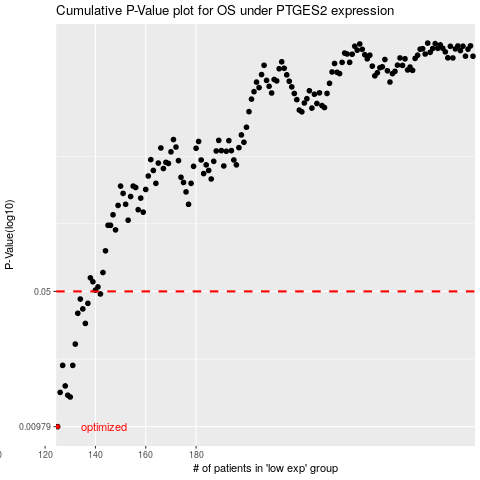 Cumulative P-Value plot for OS under PTGES2 expression
P-Value(log10)
0.05
0.00979
optimized
0 120 140 160 180
# of patients in 'low exp' group